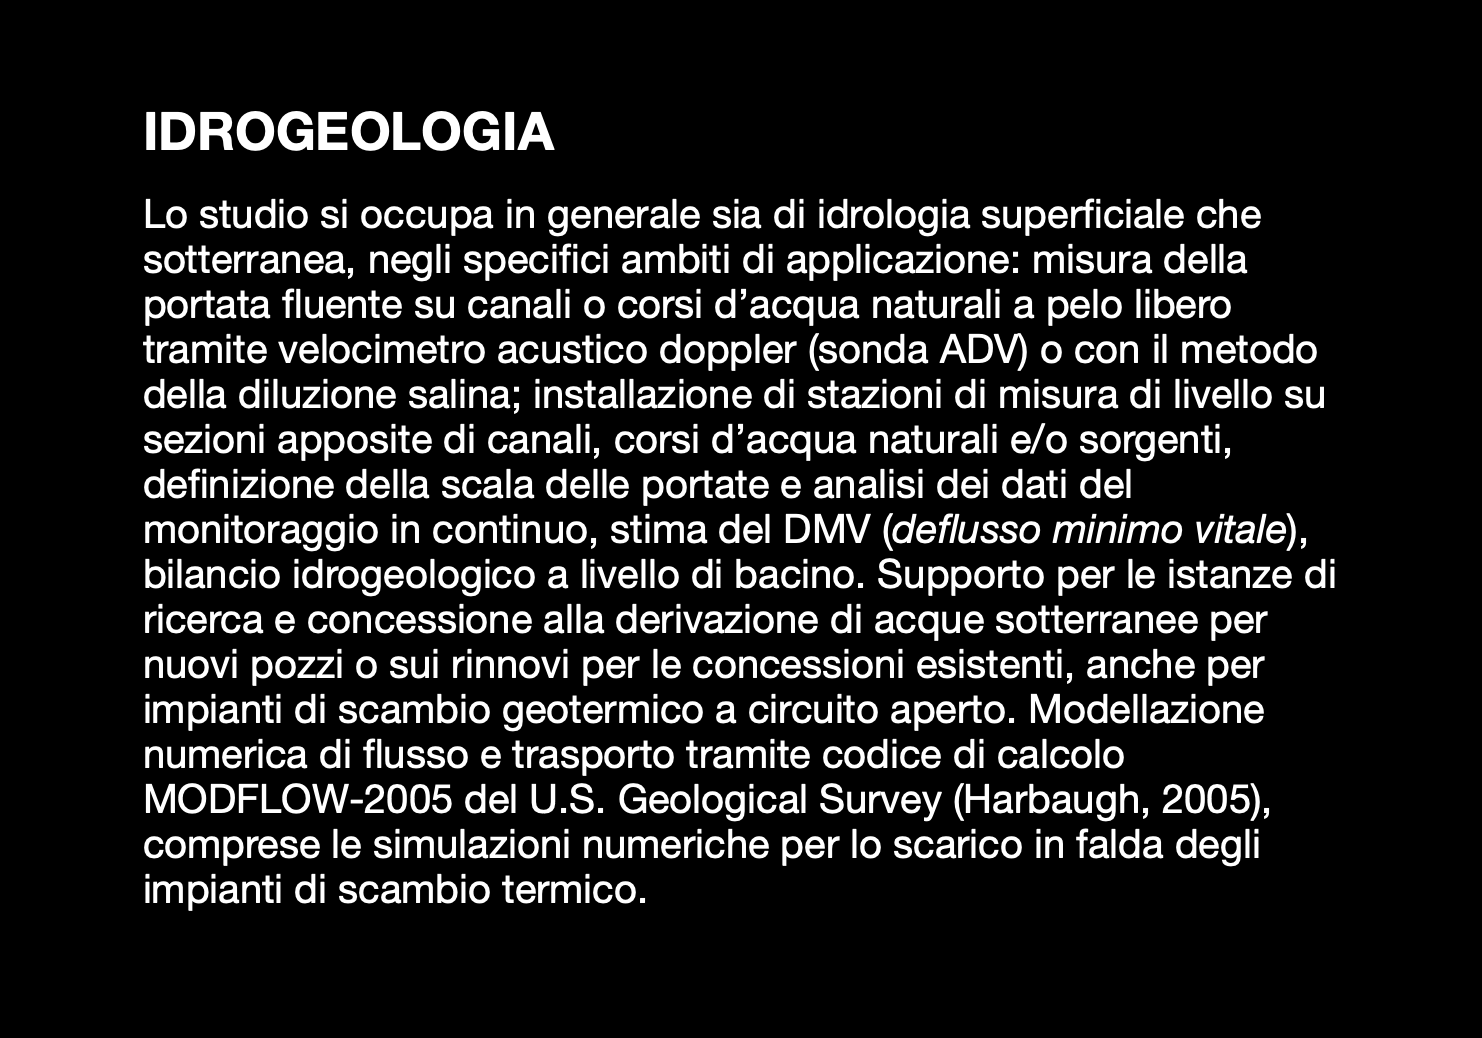 IDROGEOLOGIA
Lo studio si occupa in generale sia di idrologia superficiale che
sotterranea, negli specifici ambiti di applicazione: misura della
portata fluente su canali o corsi d’acqua naturali a pelo libero
tramite velocimetro acustico doppler (sonda ADV) o con il metodo
della diluzione salina; installazione di stazioni di misura di livello su
sezioni apposite di canali, corsi d’acqua naturali e/o sorgenti,
definizione della scala delle portate e analisi dei dati del
monitoraggio in continuo, stima del DMV (deflusso minimo vitale),
bilancio idrogeologico a livello di bacino. Supporto per le istanze di
ricerca e concessione alla derivazione di acque sotterranee per
nuovi pozzi o sui rinnovi per le concessioni esistenti, anche per
impianti di scambio geotermico a circuito aperto. Modellazione
numerica di flusso e trasporto tramite codice di calcolo
MODFLOW-2005 del U.S. Geological Survey (Harbaugh, 2005),
comprese le simulazioni numeriche per lo scarico in falda degli
impianti di scambio termico.